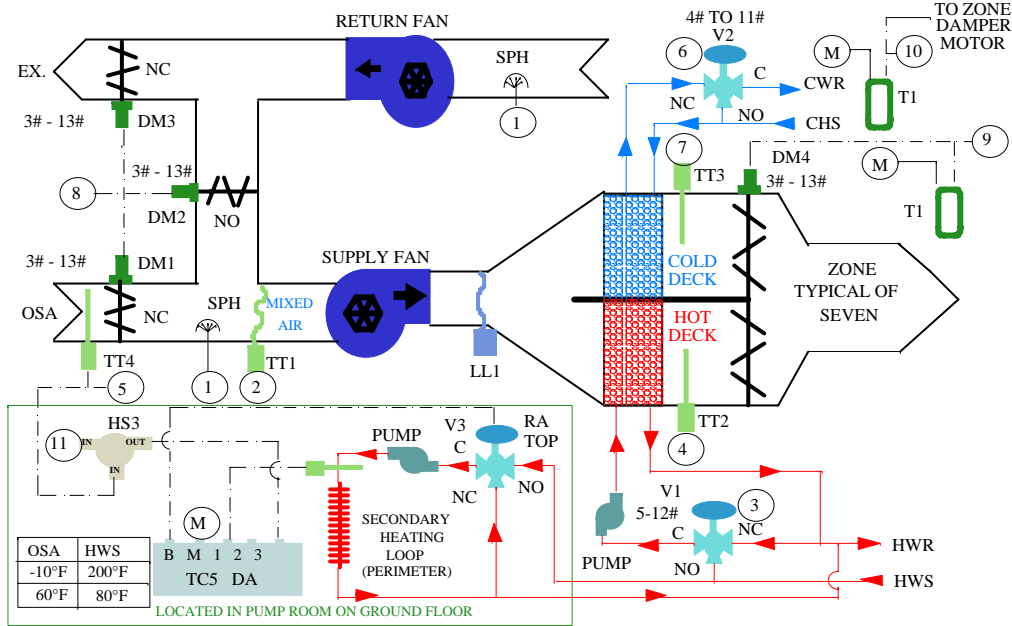 RETURN FAN
4# TO 11#
V2
TO ZONE
DAMPER
MOTOR
EX.
NC
SPH
6
C
CWR
M
10
T1
NC
NO
CHS
3# - 13#
DM3
1
7
TT3
DM4
3# - 13#
M
9
T1
8
3# - 13#
DM2
NO
3# - 13#
DM1
SUPPLY FAN
COLD
DECK
ZONE
TYPICAL OF
SEVEN
OSA
NC
SPH
MIXED
AIR
HOT
DECK
TT4
5
1
TT1
2
LL1
TT2
4
HS3
11
IN
OUT
IN
PUMP
V3
C
RA
TOP
NC
NO
M
SECONDARY
HEATING
LOOP
(PERIMETER)
V1
5-12#
3
C
NC
NO
PUMP
HWR
HWS
B M 1 2 3
TC5 DA
OSA HWS
-10°F 200°F
60°F 80°F
LOCATED IN PUMP ROOM ON GROUND FLOOR